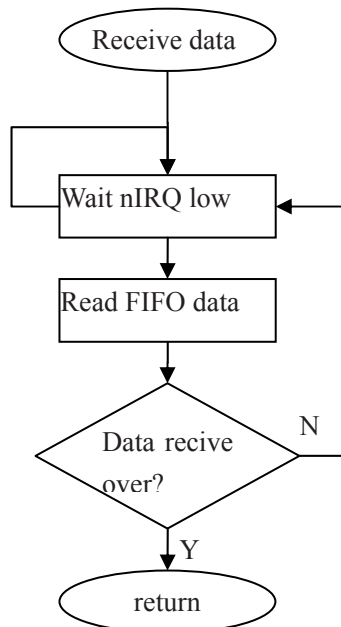 Receive data
Wait nIRQ low
Read FIFO data
Data recive
over?
N
Y
return